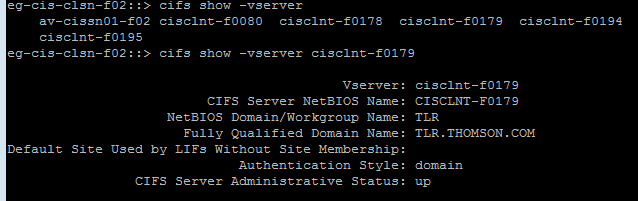 eg-cis-clsn-f02::> cifs show -vserver
av-cissn01-f02 cisclnt-f0080 cisclnt-f0178 cisclnt-f0179 cisclnt-f0194
cisclnt-f0195
eg-cis-clsn-f02::> cifs show -vserver cisclnt-f0179
Vserver: cisclnt-f0179
CIFS Server NetBIOS Name: CISCLNT-F0179
NetBIOS Domain/Workgroup Name: TLR
Fully Qualified Domain Name: TLR.THOMSON.COM
Default Site Used by LIFs Without Site Membership:
Authentication Style: domain
CIFS Server Administrative Status: up